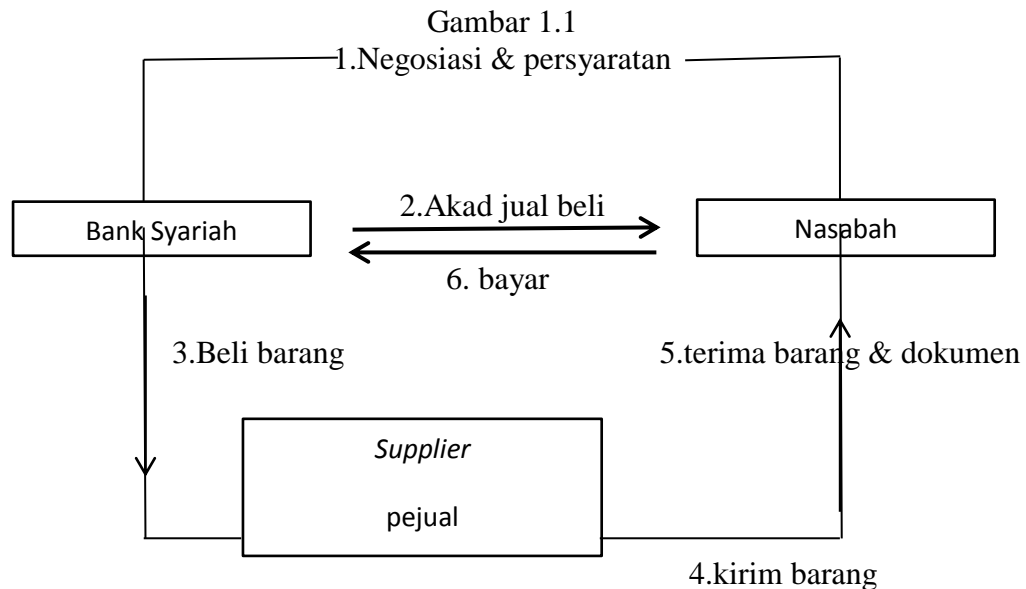 Gambar 1.1
1.Negosiasi & persyaratan
2.Akad jual beli
Bank Syariah
Nasabah
6. bayar
3.Beli barang
5.terima barang & dokumen
Supplier
pejual
4.kirim barang